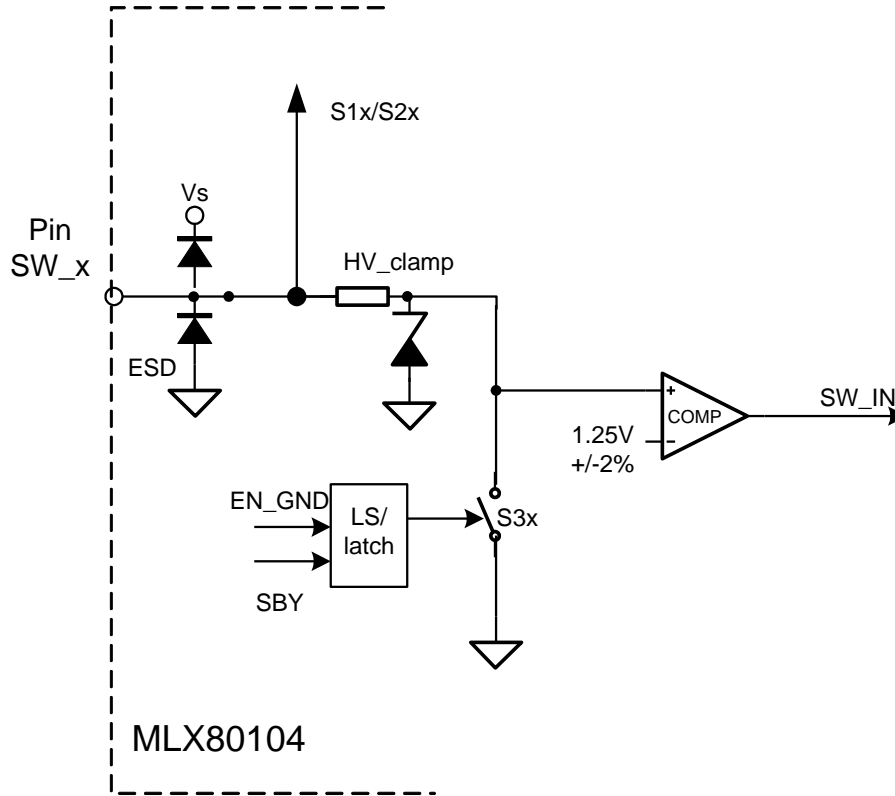 S1x/S2x
Vs
Pin
SW_x
HV_clamp
ESD
+
COMP
-
SW_IN
1.25V
+/-2%
EN_GND
LS/
latch
S3x
SBY
MLX80104